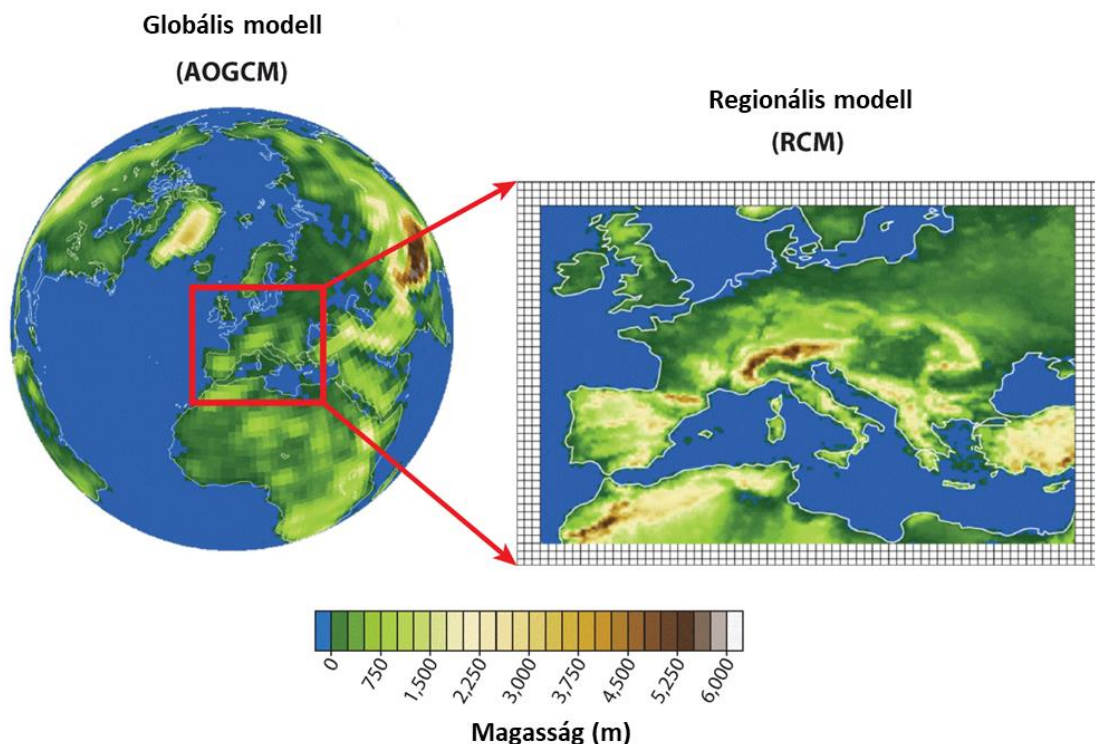 Globális modell
(AOGCM)
Regionális modell
(RCM)
0
750
1,500
2,250
3,000
3,750
4,500
5,250
6,000
Magasság (m)